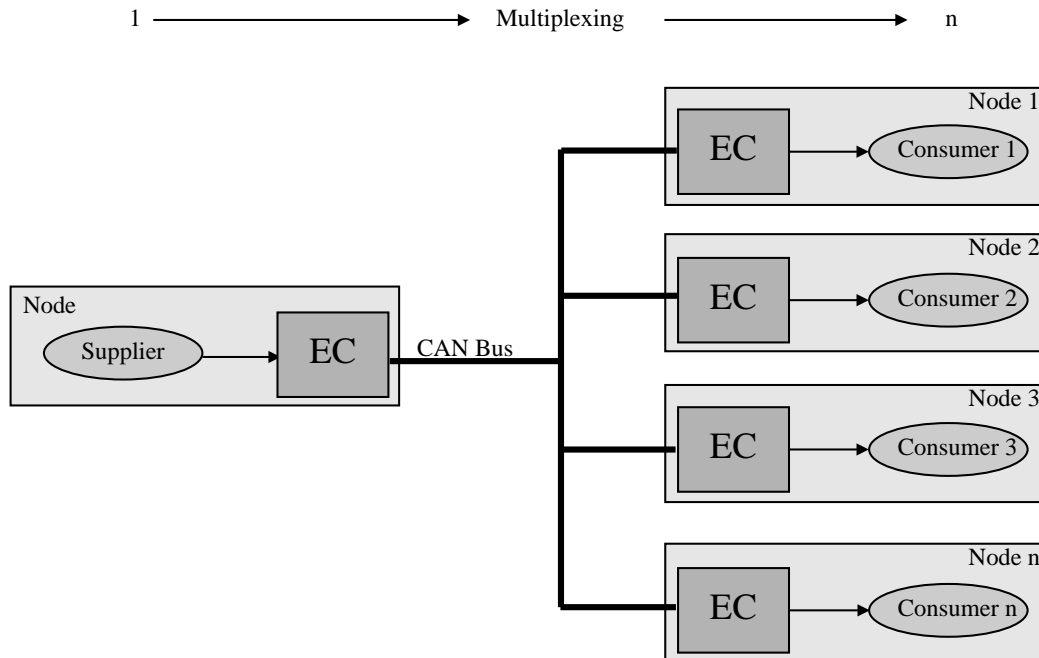 1 Multiplexing n
Node 1
EC Consumer 1
Node 2
EC Consumer 2
Node
Supplier EC CAN Bus
Node 3
EC Consumer 3
Node n
EC Consumer n